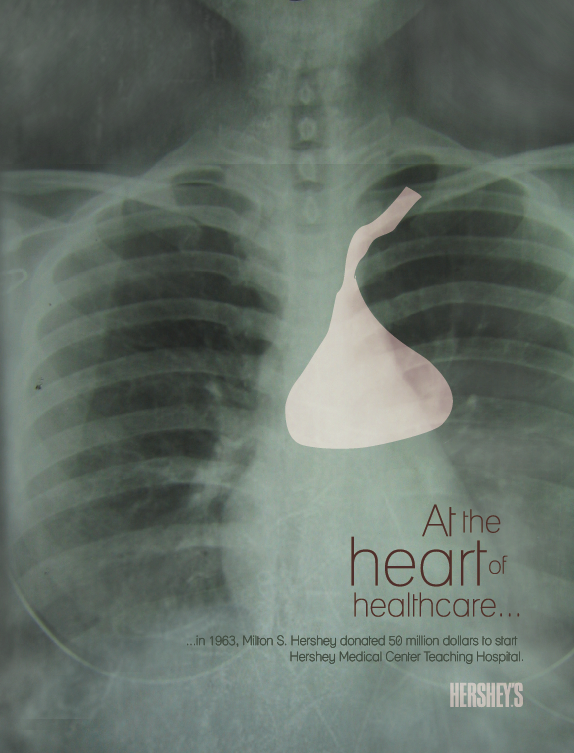 At the
heart of
healthcare...
...in 1963, Milton S. Hershey donated 50 million dollars to start
Hershey Medical Center Teaching Hospital.
HERSHEY'S